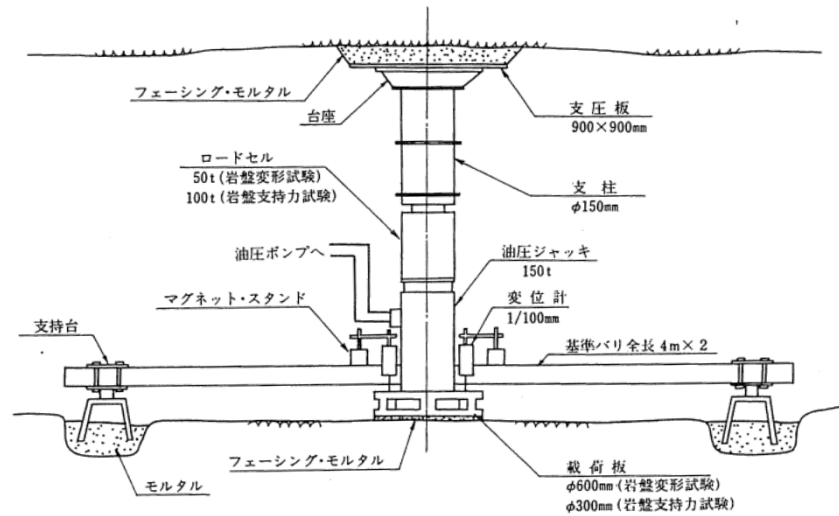 フェーシング・モルタル
台座
支 圧 板
900×900mm
ロードセル
50t(岩盤変形試験)
100t(岩盤支持力試験)
支　柱
φ150mm
油圧ポンプへ
油圧ジャッキ
150t
マグネット・スタンド
変 位 計
1/100mm
支持台
基準バリ全長4m×2
フェーシング・モルタル
モルタル
載 荷 板
φ600mm(岩盤変形試験)
φ300mm(岩盤支持力試験)